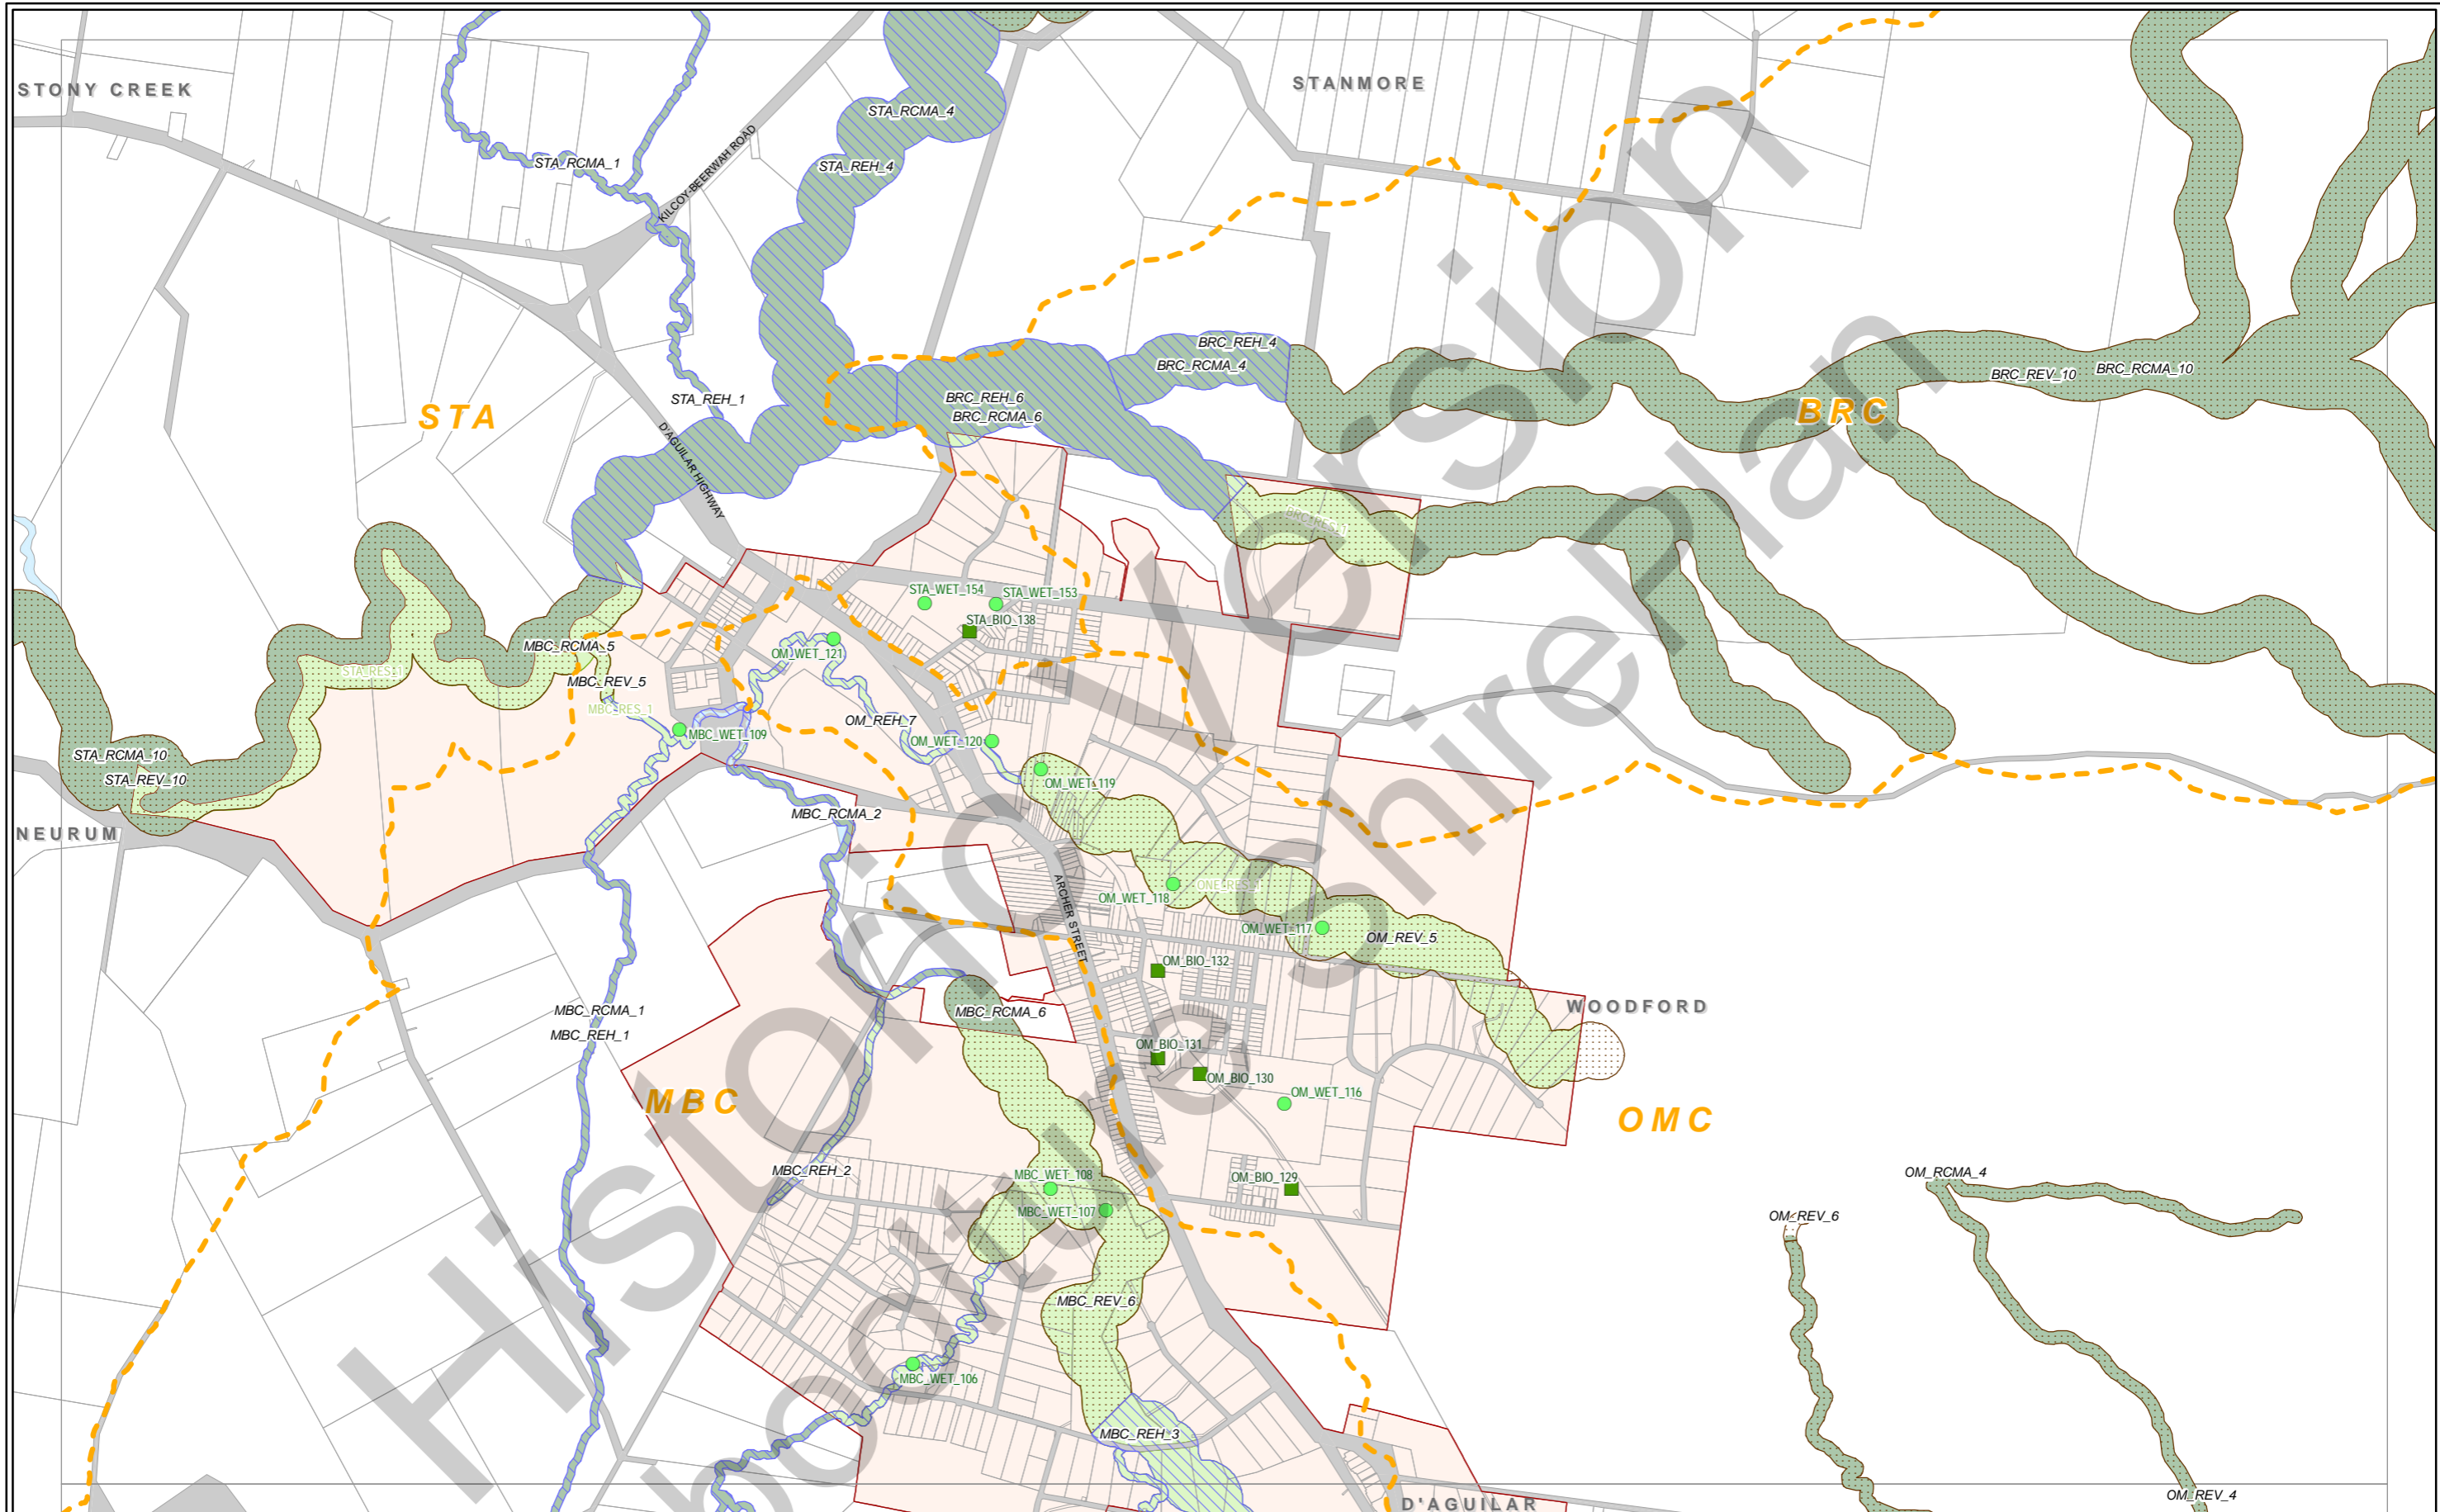 STONY CREEK
STANMORE
STA_RCMA_4
STA_RCMA_1
KILCOY-BEERWAH ROAD
STA_REH_4
BRC_REH_4
BRC_RCMA_4
BRC_REV_10
BRC_RCMA_10
STA_REH_1
BRC_REH_6
BRC_RCMA_6
STA
BRC
D'AGUILAR HIGHWAY
BRC_RES_1
STA_WET_154
STA_WET_153
STA_BIO_138
MBC_RCMA_5
OM_WET_121
STA_RES_1
MBC_REV_5
MBC_RES_1
OM_REH_7
MBC_WET_109
OM_WET_120
STA_RCMA_10
STA_REV_10
OM_WET_119
MBC_RCMA_2
NEURUM
ARCHER STREET
OM_WET_118
ONE_RES_1
OM_WET_117
OM_REV_5
OM_BIO_132
WOODFORD
MBC_RCMA_1
MBC_RCMA_6
MBC_REH_1
OM_BIO_131
OM_BIO_130
OM_WET_116
MBC
OMC
MBC_REH_2
MBC_WET_108
OM_BIO_129
OM_RCMA_4
MBC_WET_107
OM_REV_6
MBC_REV_6
MBC_WET_106
MBC_REH_3
OM_REV_4
D'AGUILAR
Historic Version